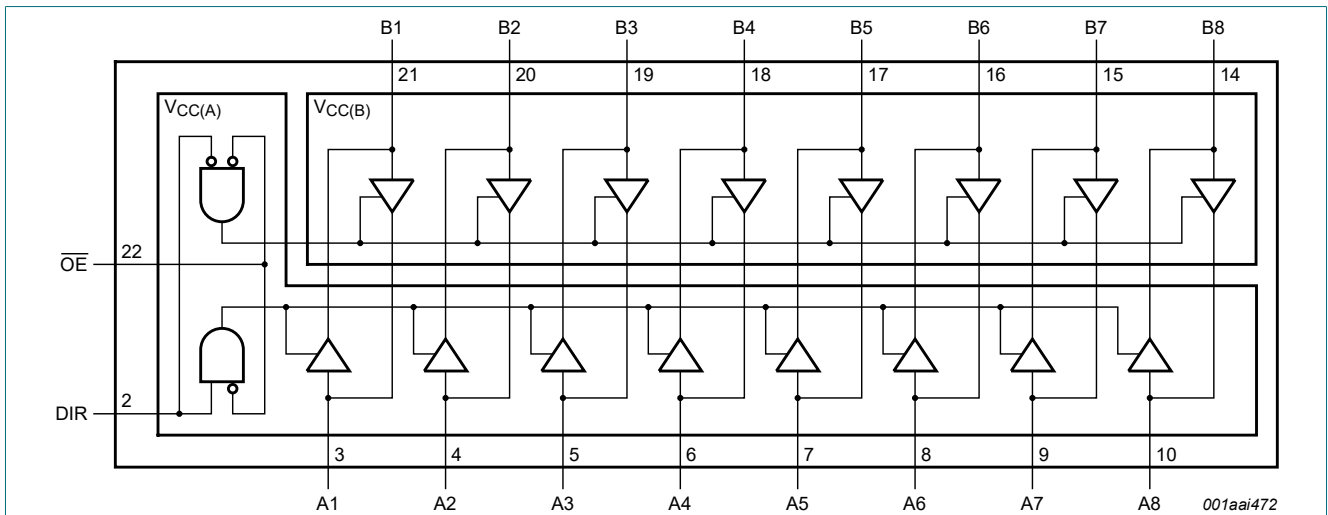 B1 B2 B3 B4 B5 B6 B7 B8
21 20 19 18 17 16 15 14
VCC(A) VCC(B)
22
OE
2
DIR
3 4 5 6 7 8 9 10
A1 A2 A3 A4 A5 A6 A7 A8 001aai472